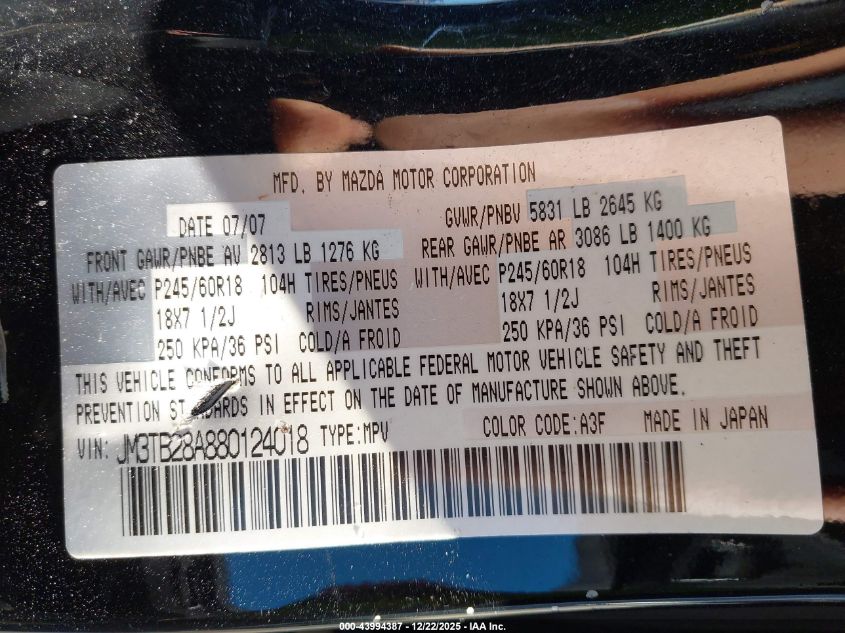 MFD. BY MAZDA MOTOR CORPORATION
DATE 07/07 GVWR/PNBV 5831 LB 2645 KG
FRONT GAWR/PNBE AV 2813 LB 1276 KG REAR GAWR/PNBE AR 3086 LB 1400 KG
WITH/AVEC P245/60R18 104H TIRES/PNEUS WITH/AVEC P245/60R18 104H TIRES/PNEUS
18X7 1/2J RIMS/JANTES 18X7 1/2J RIMS/JANTES
250 KPA/36 PSI COLD/A FROID 250 KPA/36 PSI COLD/A FROID
THIS VEHICLE CONFORMS TO ALL APPLICABLE FEDERAL MOTOR VEHICLE SAFETY AND THEFT
PREVENTION STANDARDS IN EFFECT ON THE DATE OF MANUFACTURE SHOWN ABOVE.
VIN: JM3TB28A880124018 TYPE:MPV COLOR CODE:A3F MADE IN JAPAN
000-43994387 - 12/22/2025 - IAA Inc.